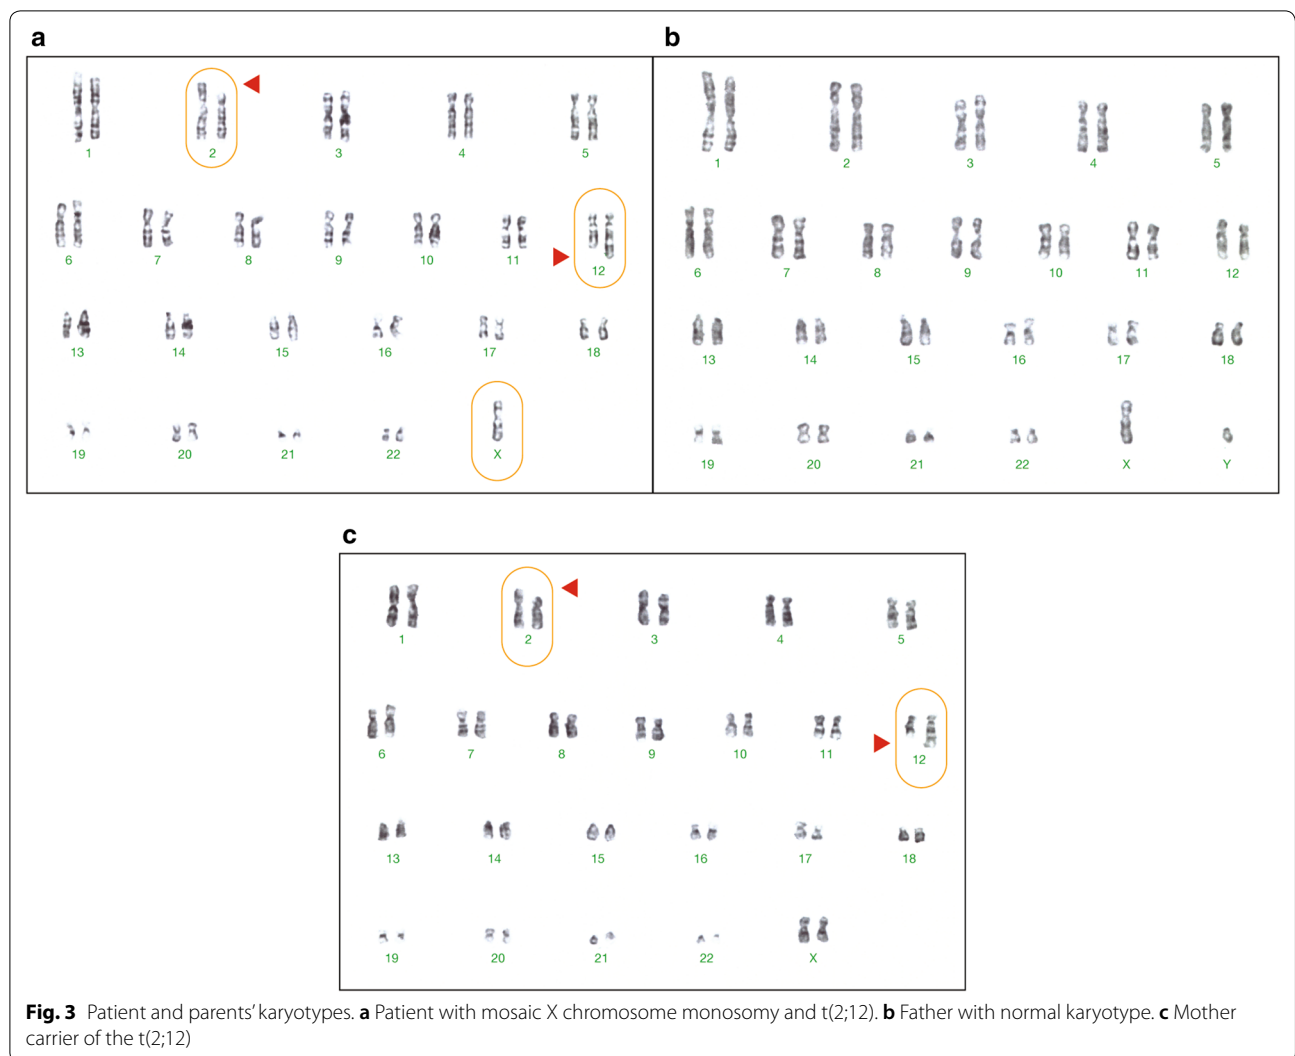 a
b
1 2 3 4 5
1 2 3 4 5
6 7 8 9 10 11 12
6 7 8 9 10 11 12
13 14 15 16 17 18
13 14 15 16 17 18
19 20 21 22 X
19 20 21 22 X Y
c
1 2 3 4 5
6 7 8 9 10 11 12
13 14 15 16 17 18
19 20 21 22 X
Fig. 3 Patient and parents' karyotypes. a Patient with mosaic X chromosome monosomy and t(2;12). b Father with normal karyotype. c Mother
carrier of the t(2;12)